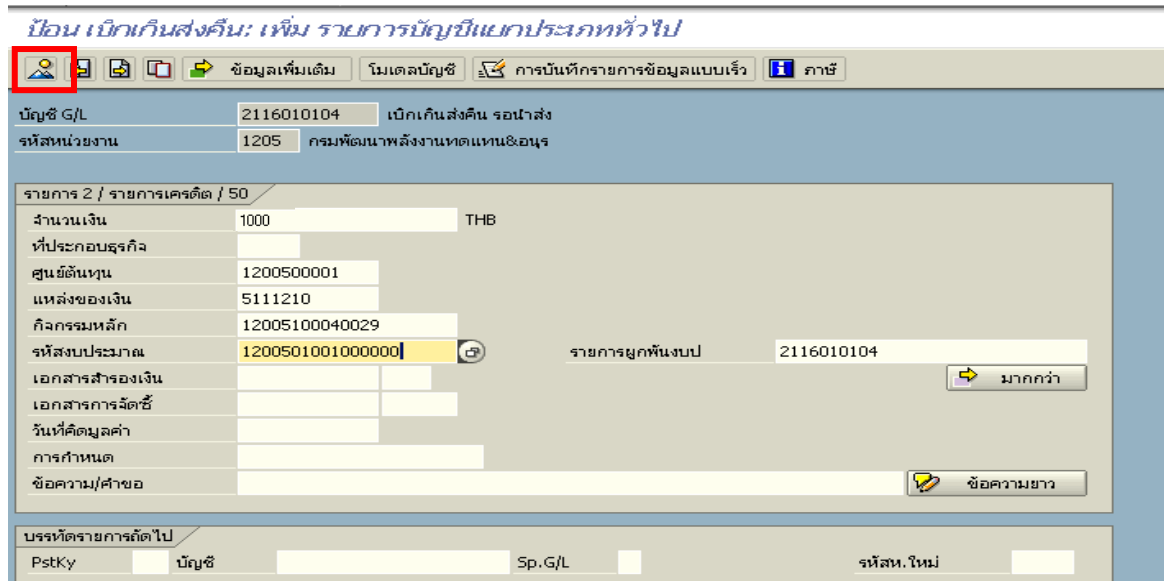 ป้อน เบิกเกินส่งคืน: เพิ่ม รายการบัญชีแยกประเภททั่วไป
ข้อมูลเพิ่มเติม โมเดลบัญชี การบันทึกรายการข้อมูลแบบเร็ว ภาษี
บัญชี G/L 2116010104 เบิกเกินส่งคืน รอนำส่ง
รหัสหน่วยงาน 1205 กรมพัฒนาพลังงานทดแทน&อนุร
รายการ 2 / รายการเครดิต / 50
จำนวนเงิน 1000 THB
ที่ประกอบธุรกิจ
ศูนย์ต้นทุน 1200500001
แหล่งของเงิน 5111210
กิจกรรมหลัก 12005100040029
รหัสงบประมาณ 1200501001000000 รายการผูกพันงบป 2116010104
เอกสารสำรองเงิน มากกว่า
เอกสารการจัดซื้
วันที่คิดมูลค่า
การกำหนด
ข้อความ/คำขอ ข้อความยาว
บรรทัดรายการถัดไป
PstKy บัญชี Sp.G/L รหัสห.ใหม่